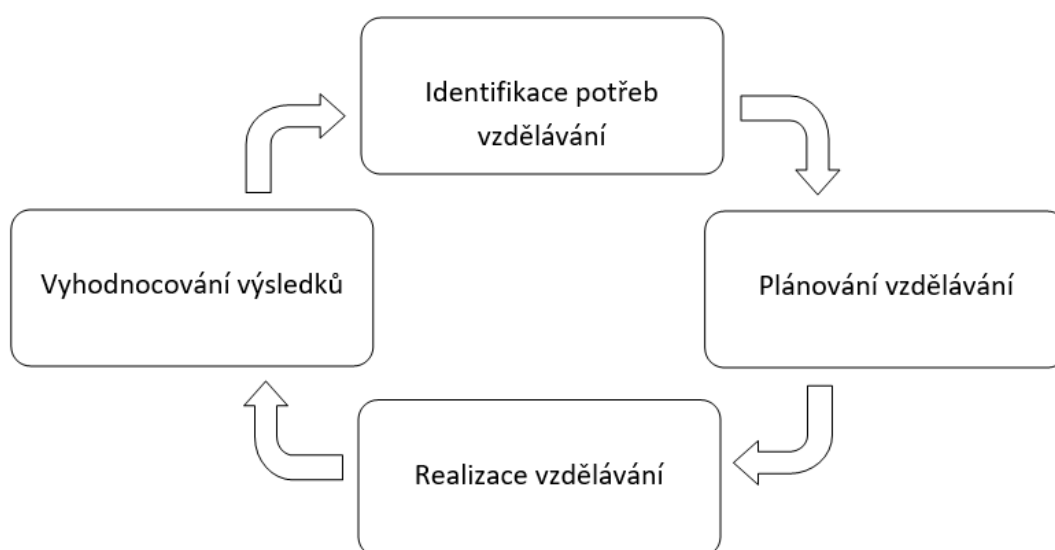 Identifikace potřeb
vzdělávání
Vyhodnocování výsledků
Plánování vzdělávání
Realizace vzdělávání